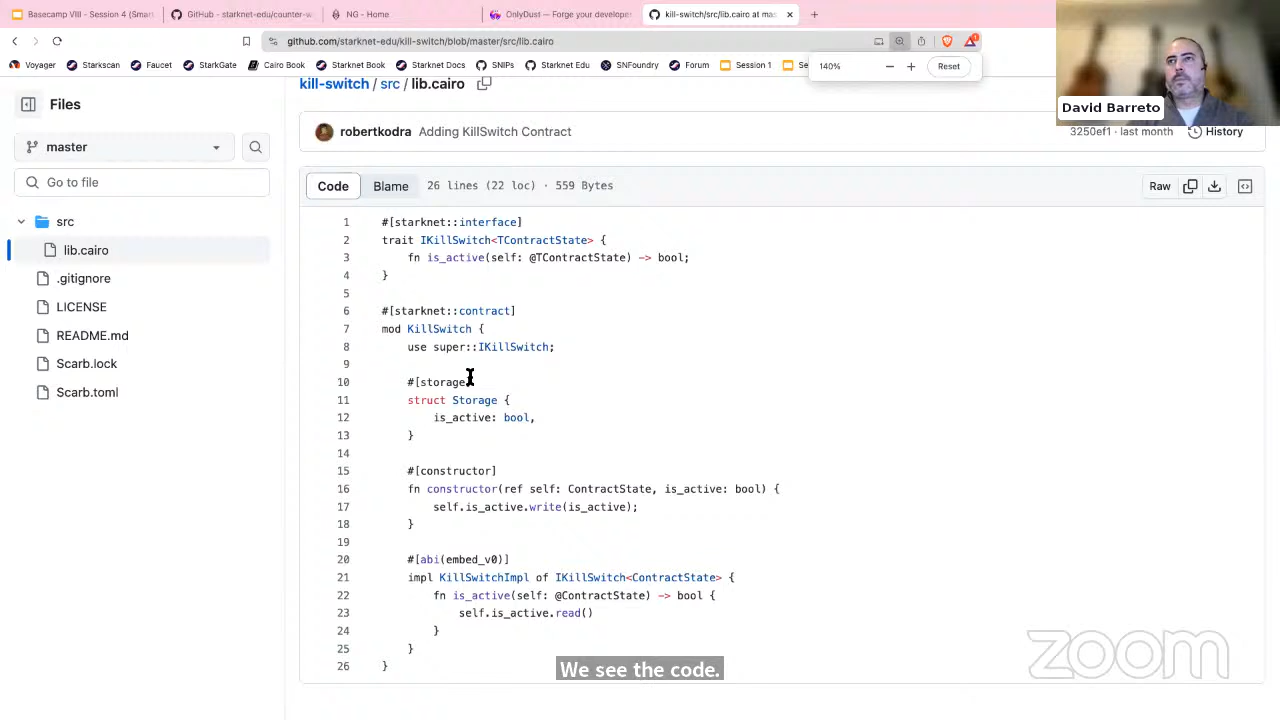 Basecamp VIII - Session 4 (Smar
GitHub - starknet-edu/counter-w
NG - Home
OnlyDust — Forge your develope
kill-switch/src/lib.cairo at mas
github.com/starknet-edu/kill-switch/blob/master/src/lib.cairo
1
Voyager
Starkscan
Faucet
StarkGate
Cairo Book
Starknet Book
Starknet Docs
SNIPs
Starknet Edu
SNFoundry
Forum
Session 1
Se
140%
Reset
David Barreto
kill-switch / src / lib.cairo
Files
robertkodra Adding KillSwitch Contract
3250ef1 · last month
History
master
Go to file
src
lib.cairo
.gitignore
LICENSE
README.md
Scarb.lock
Scarb.toml
Code
Blame
26 lines (22 loc) · 559 Bytes
Raw
1 #[starknet::interface]
2 trait IKillSwitch<TContractState> {
3 fn is_active(self: @TContractState) -> bool;
4 }
5
6 #[starknet::contract]
7 mod KillSwitch {
8 use super::IKillSwitch;
9
10 #[storage]
11 struct Storage {
12 is_active: bool,
13 }
14
15 #[constructor]
16 fn constructor(ref self: ContractState, is_active: bool) {
17 self.is_active.write(is_active);
18 }
19
20 #[abi(embed_v0)]
21 impl KillSwitchImpl of IKillSwitch<ContractState> {
22 fn is_active(self: @ContractState) -> bool {
23 self.is_active.read()
24 }
25 }
26 }
We see the code.
zoom